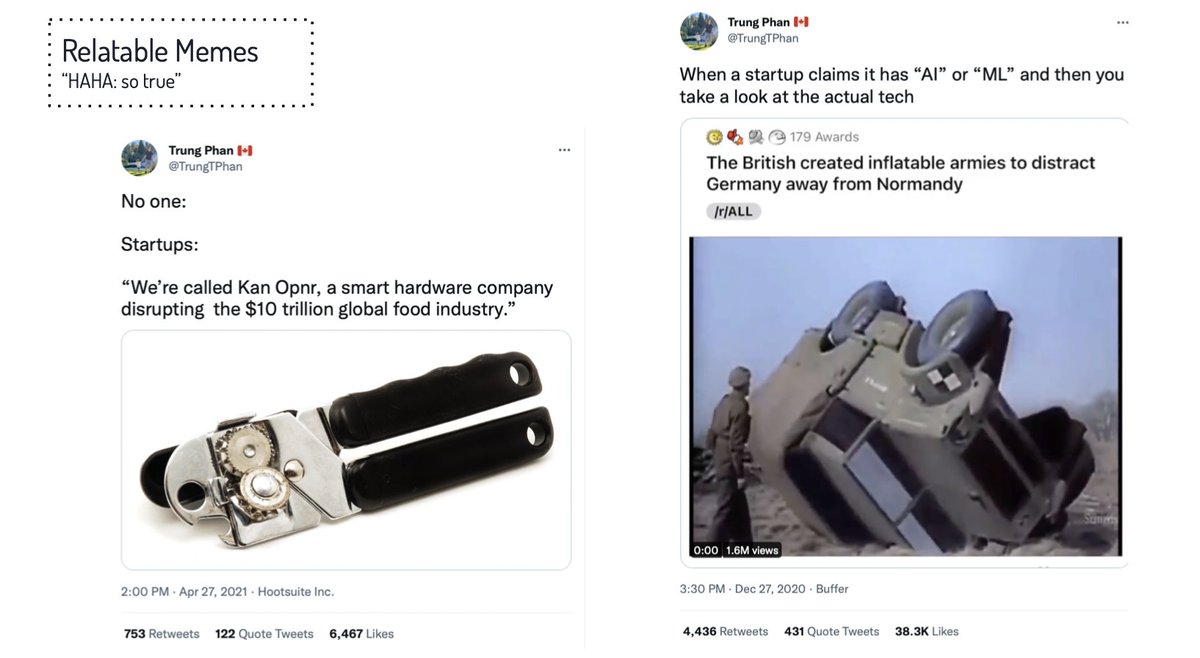 Relatable Memes
“HAHA: so true”
Trung Phan 🇨🇦
@TrungTPhan
No one:
Startups:
“We’re called Kan Opnr, a smart hardware company
disrupting  the $10 trillion global food industry.”
2:00 PM · Apr 27, 2021 · Hootsuite Inc.
753 Retweets 122 Quote Tweets 6,467 Likes
Trung Phan 🇨🇦
@TrungTPhan
When a startup claims it has “AI” or “ML” and then you
take a look at the actual tech
179 Awards
The British created inflatable armies to distract
Germany away from Normandy
/r/ALL
0:00 1.6M views
3:30 PM · Dec 27, 2020 · Buffer
4,436 Retweets 431 Quote Tweets 38.3K Likes